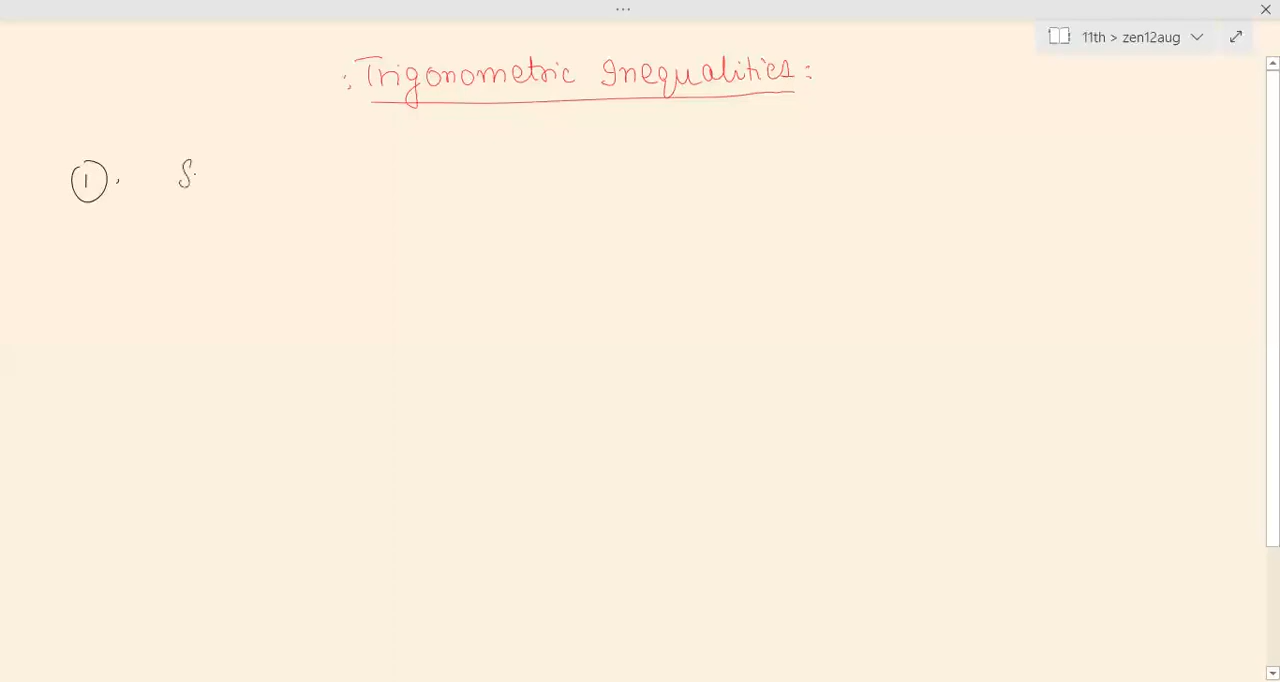 11th > zen12aug
: Trigonometric Inequalities :
①. S